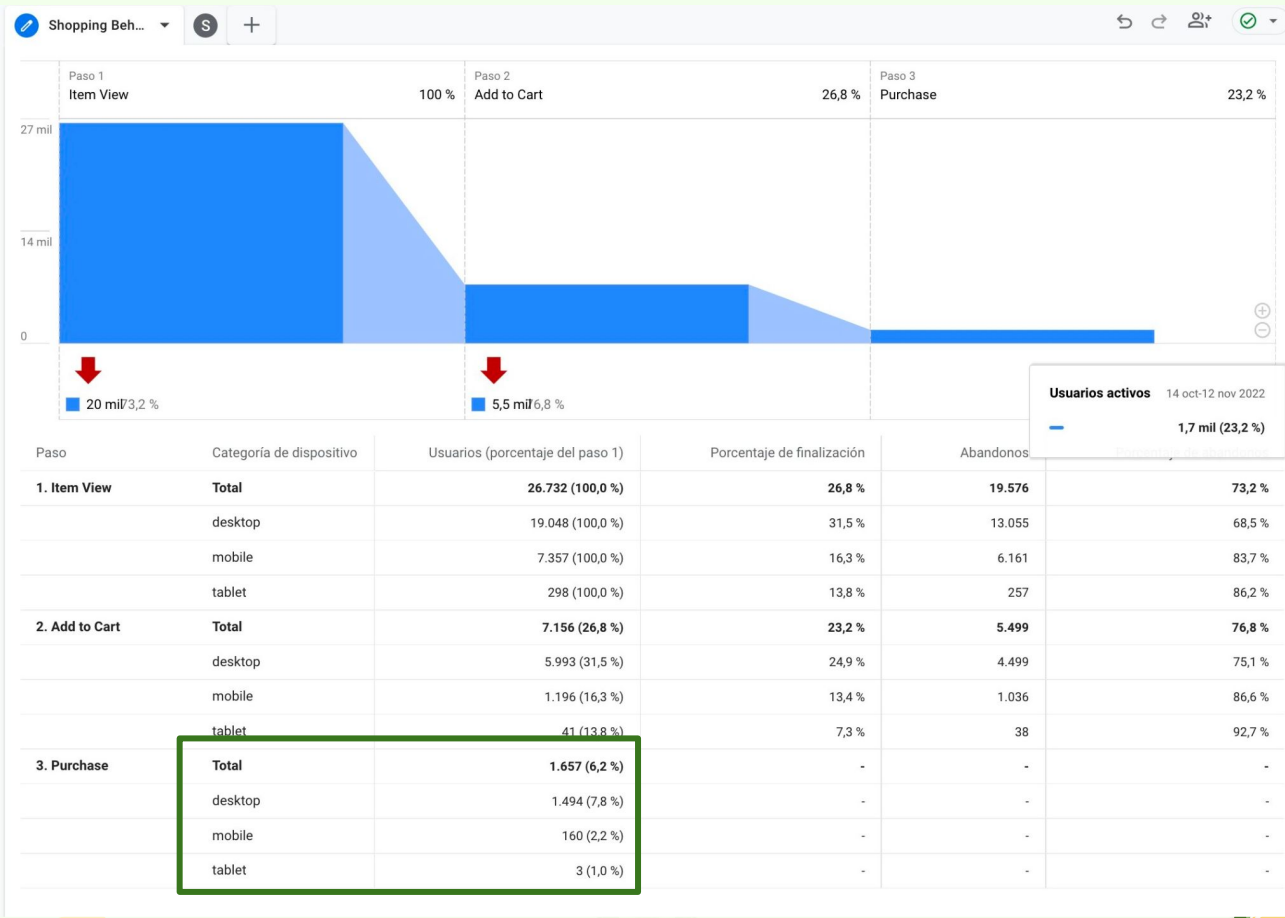 Shopping Beh...
S
Paso 1
Item View 100 %
Paso 2
Add to Cart 26,8 %
Paso 3
Purchase 23,2 %
27 mil
14 mil
0
20 mil 73,2 %
5,5 mil 76,8 %
Usuarios activos 14 oct-12 nov 2022
1,7 mil (23,2 %)
Paso Categoría de dispositivo Usuarios (porcentaje del paso 1) Porcentaje de finalización Abandonos Porcentaje de abandonos
1. Item View Total 26.732 (100,0 %) 26,8 % 19.576 73,2 %
desktop 19.048 (100,0 %) 31,5 % 13.055 68,5 %
mobile 7.357 (100,0 %) 16,3 % 6.161 83,7 %
tablet 298 (100,0 %) 13,8 % 257 86,2 %
2. Add to Cart Total 7.156 (26,8 %) 23,2 % 5.499 76,8 %
desktop 5.993 (31,5 %) 24,9 % 4.499 75,1 %
mobile 1.196 (16,3 %) 13,4 % 1.036 86,6 %
tablet 41 (13,8 %) 7,3 % 38 92,7 %
3. Purchase Total 1.657 (6,2 %) - - -
desktop 1.494 (7,8 %) - - -
mobile 160 (2,2 %) - - -
tablet 3 (1,0 %) - - -